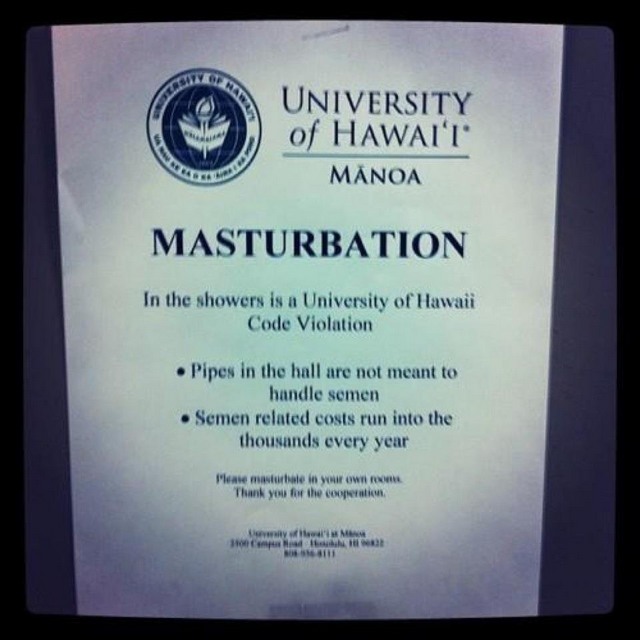 UNIVERSITY OF HAWAI'I
UNIVERSITY
of HAWAI‘I®
MĀNOA
MASTURBATION
In the showers is a University of Hawaii
Code Violation
• Pipes in the hall are not meant to
handle semen
• Semen related costs run into the
thousands every year
Please masturbate in your own rooms.
Thank you for the cooperation.
University of Hawai‘i at Mānoa
2500 Campus Road · Honolulu, HI 96822
808-956-8111